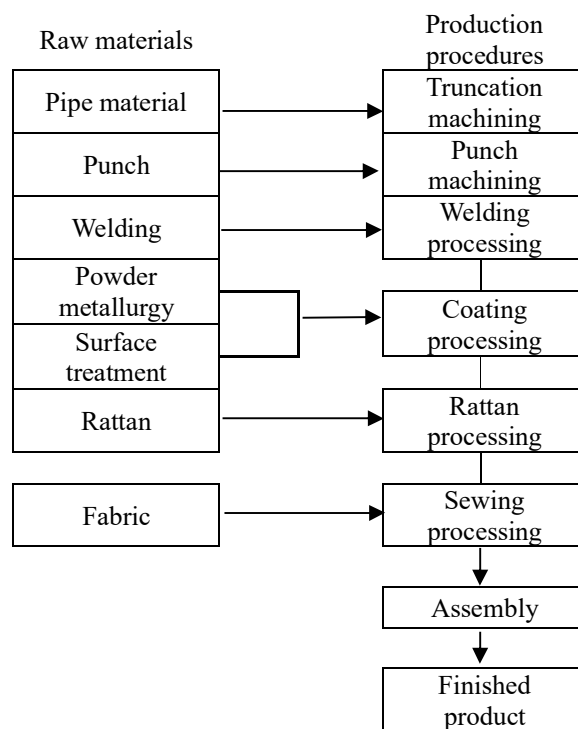 Raw materials
Production
procedures
Pipe material
Truncation
machining
Punch
Punch
machining
Welding
Welding
processing
Powder
metallurgy
Surface
treatment
Coating
processing
Rattan
Rattan
processing
Fabric
Sewing
processing
Assembly
Finished
product